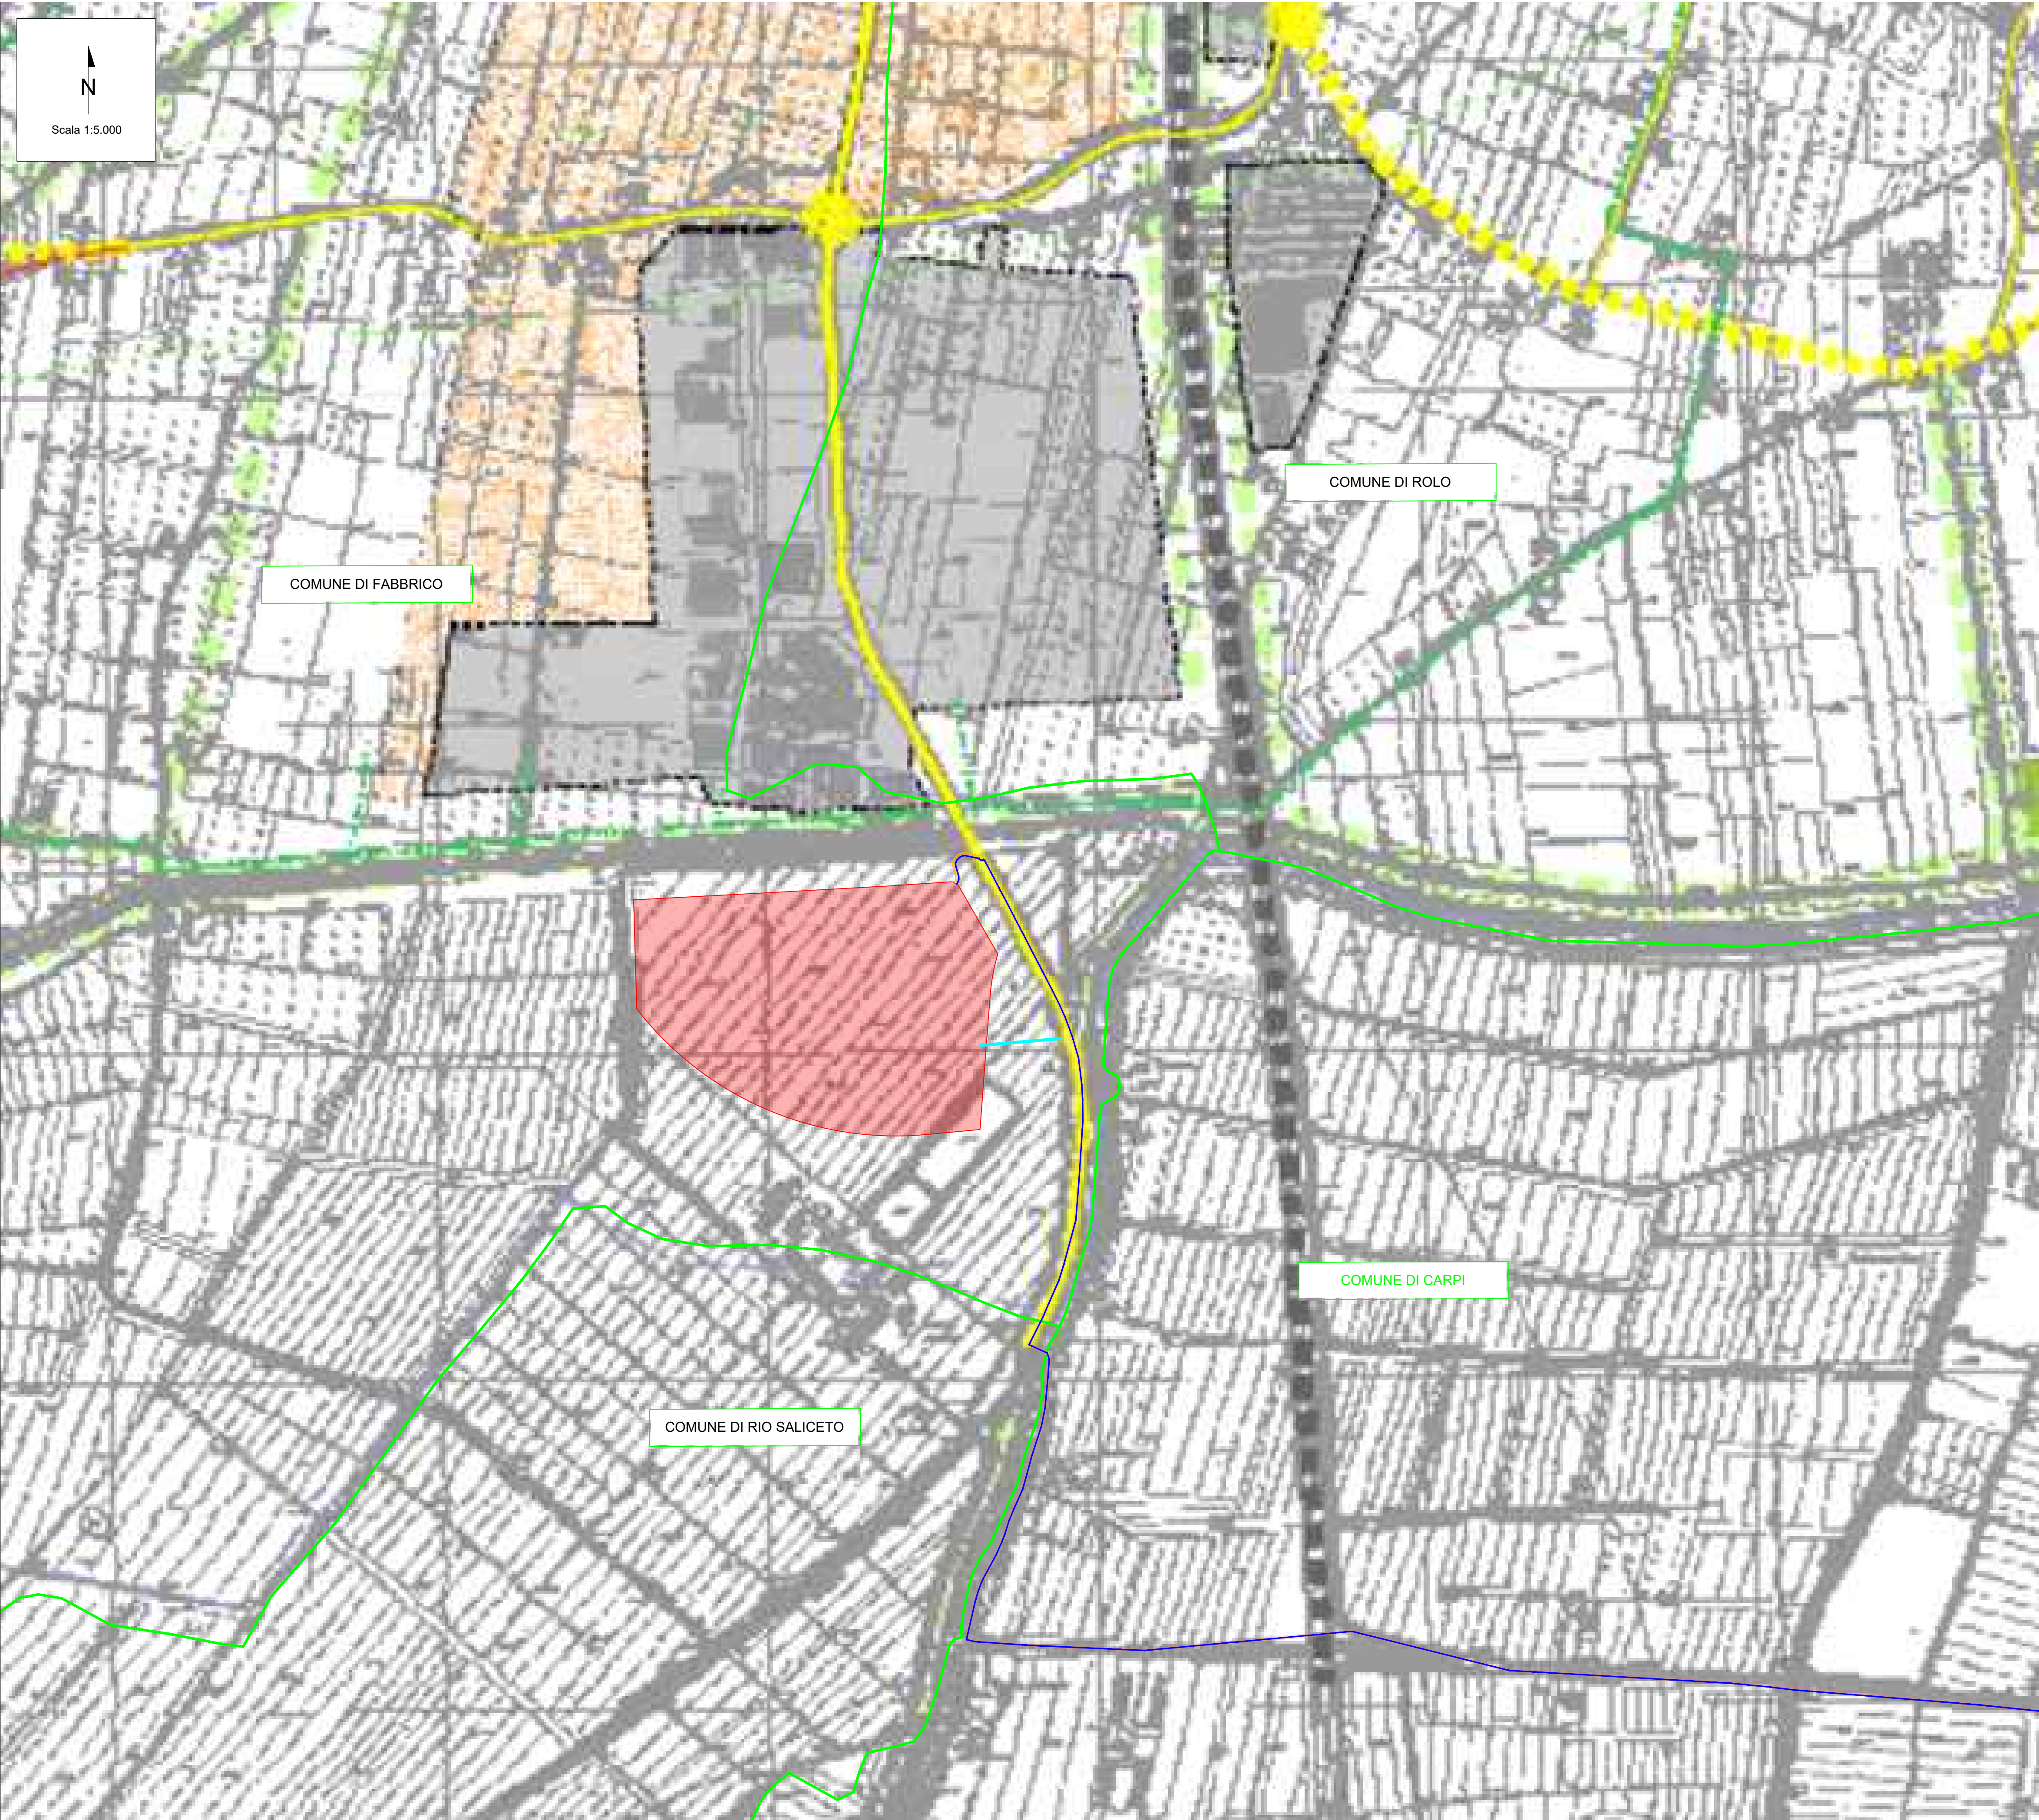 N
Scala 1:5.000
COMUNE DI ROLO
COMUNE DI FABBRICO
COMUNE DI CARPI
COMUNE DI RIO SALICETO